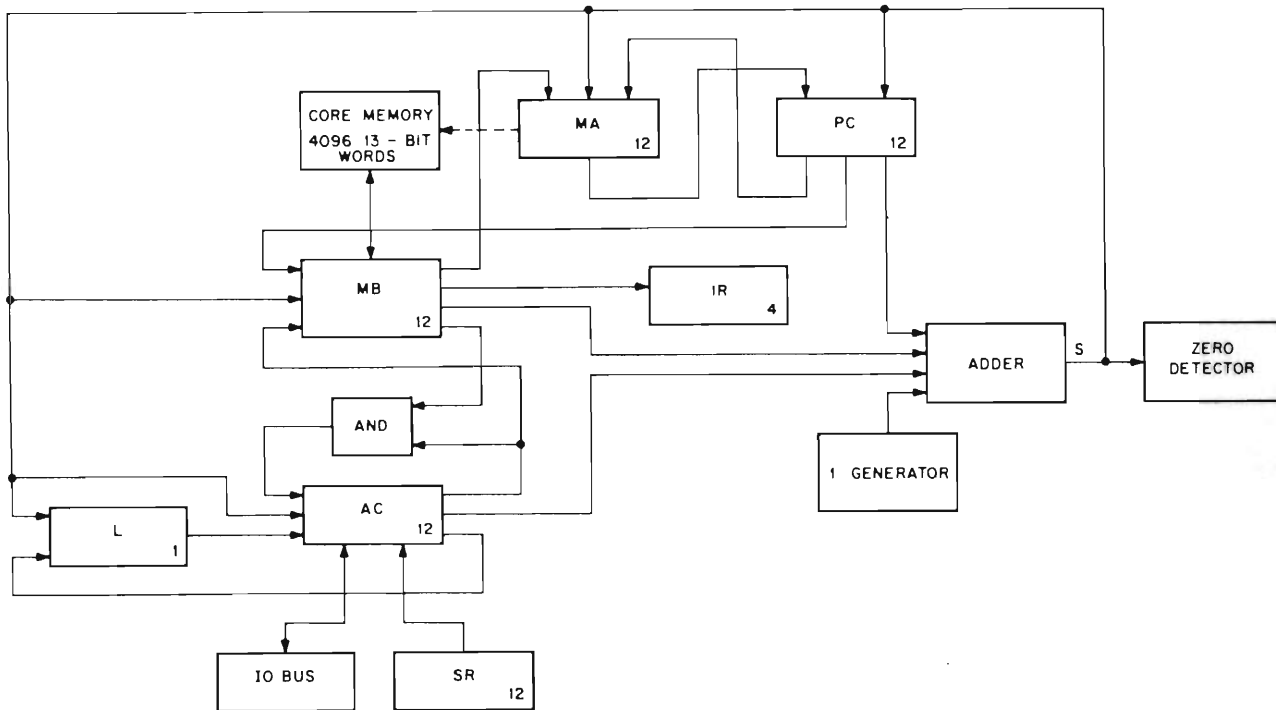 CORE MEMORY
4096 13 - BIT
WORDS
MA
12
PC
12
MB
12
IR
4
ADDER
S
ZERO
DETECTOR
AND
1 GENERATOR
L
1
AC
12
IO BUS
SR
12